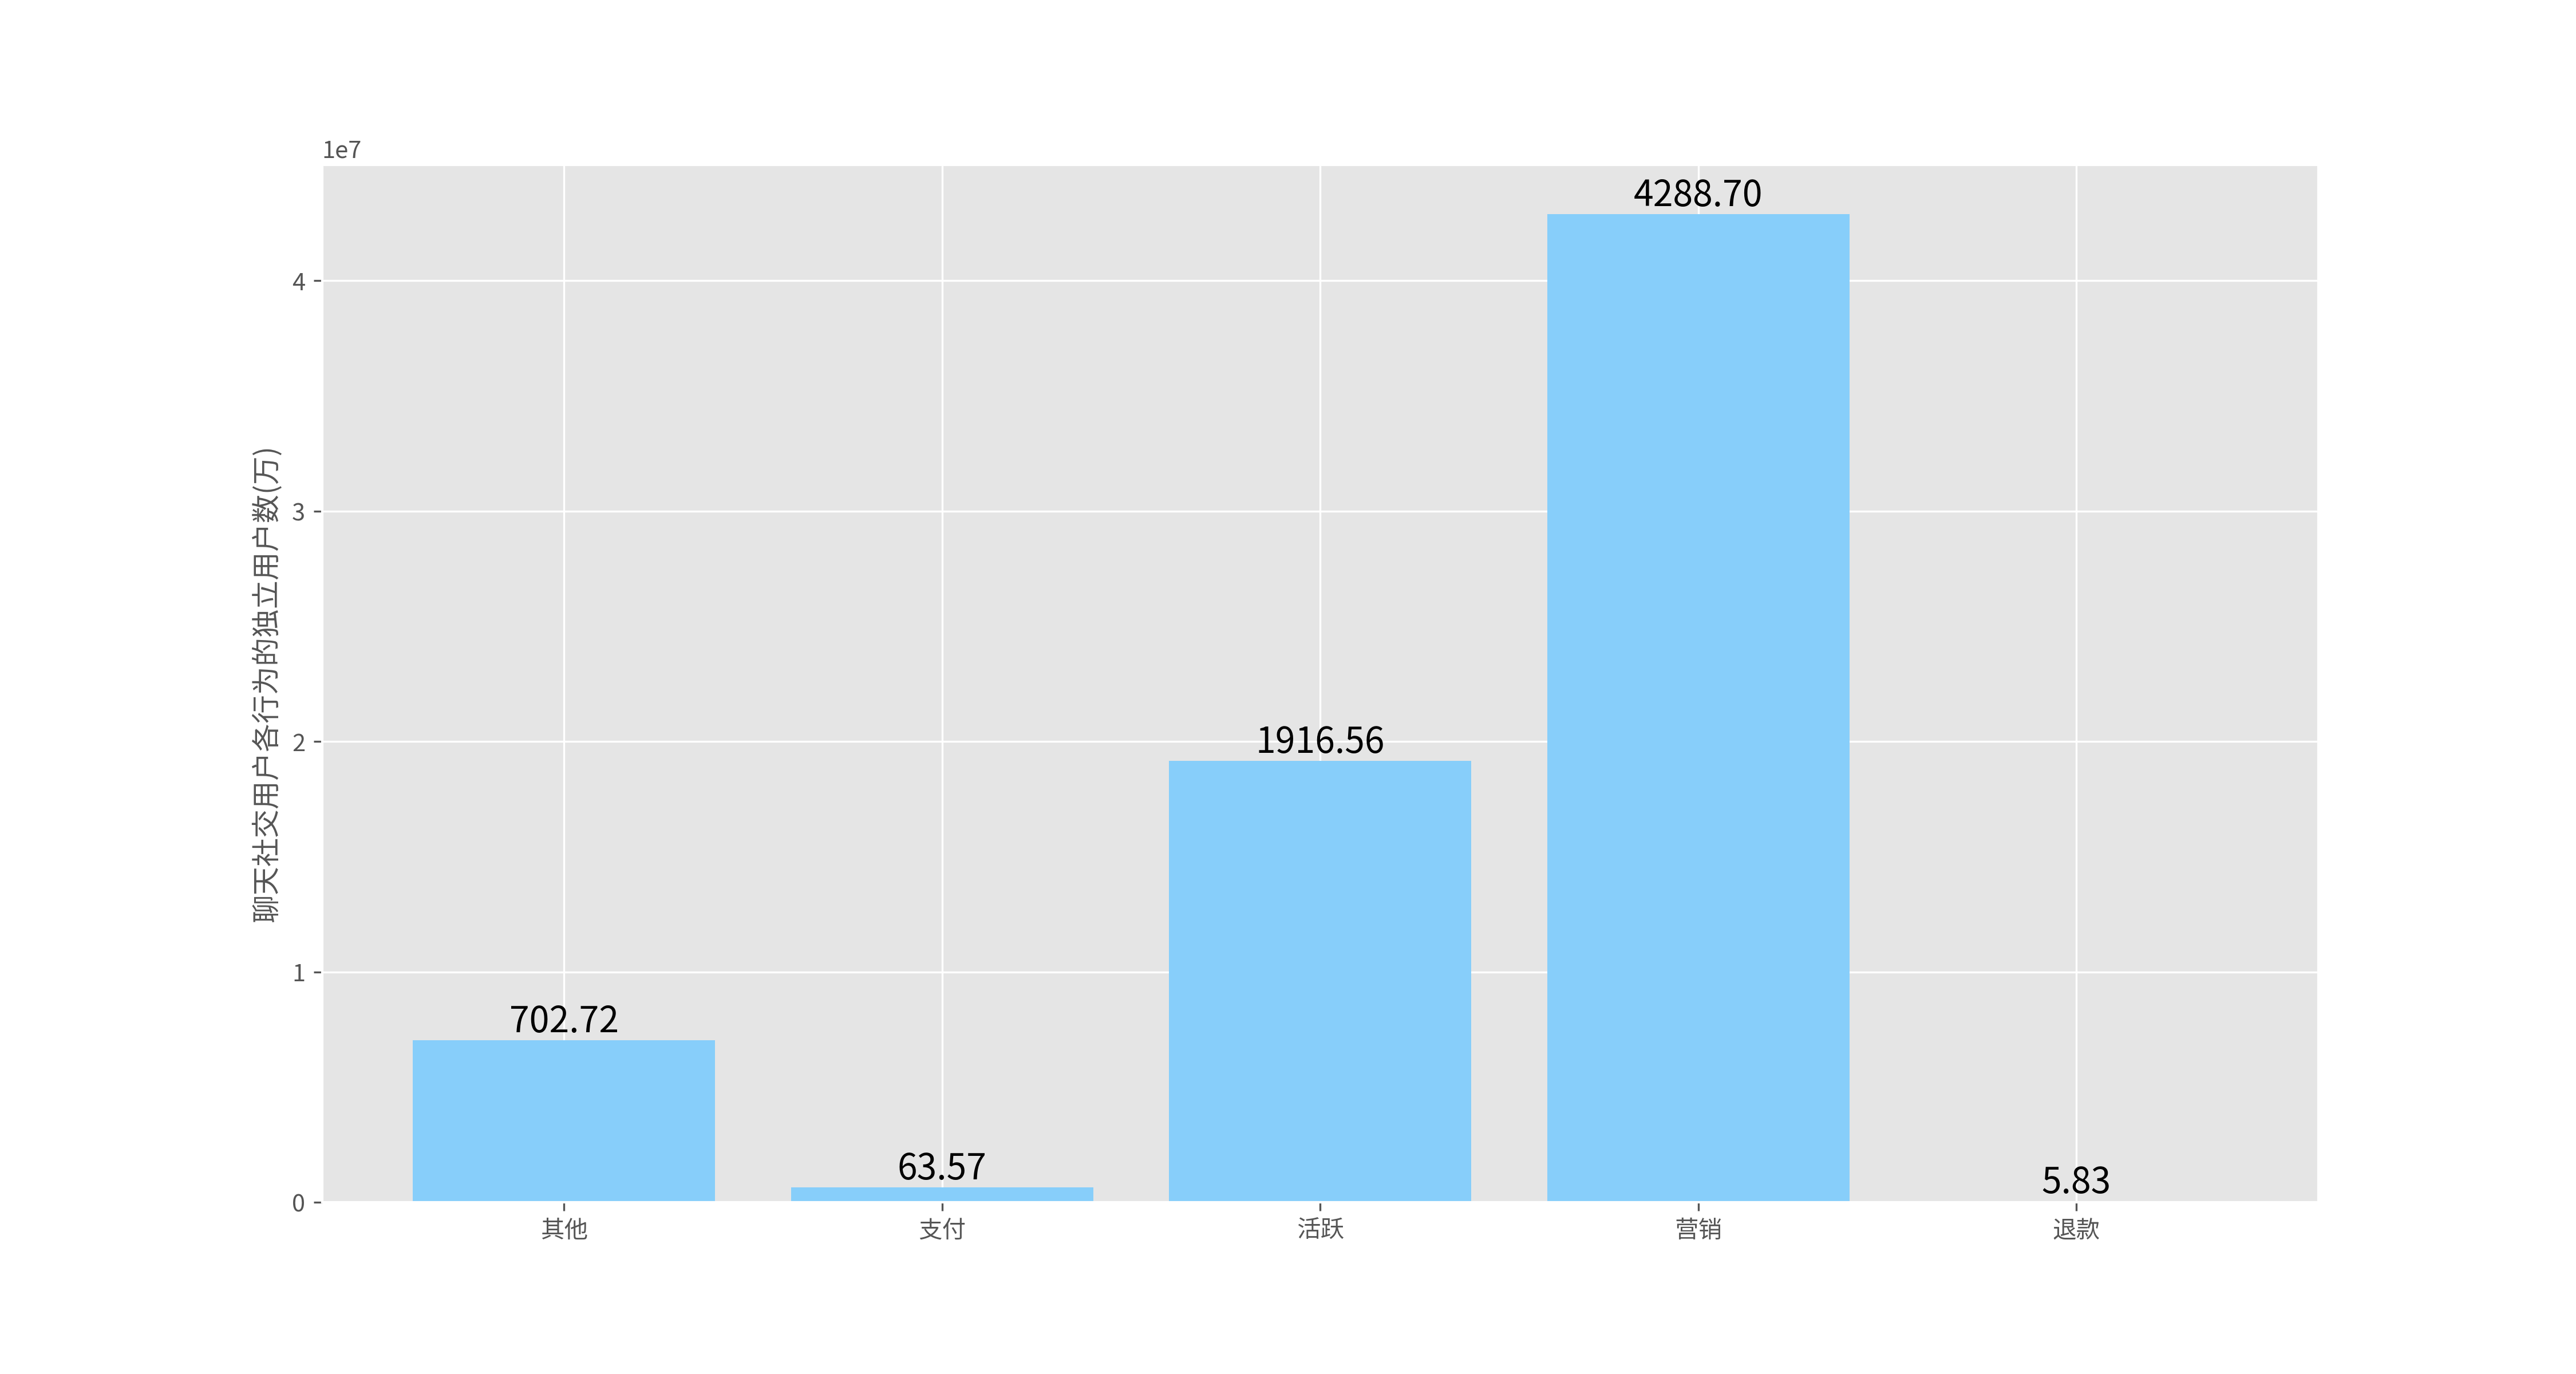 1e7
4288.70
4
3
聊天社交用户各行为的独立用户数(万)
2
1916.56
1
702.72
63.57
5.83
0
其他
支付
活跃
营销
退款